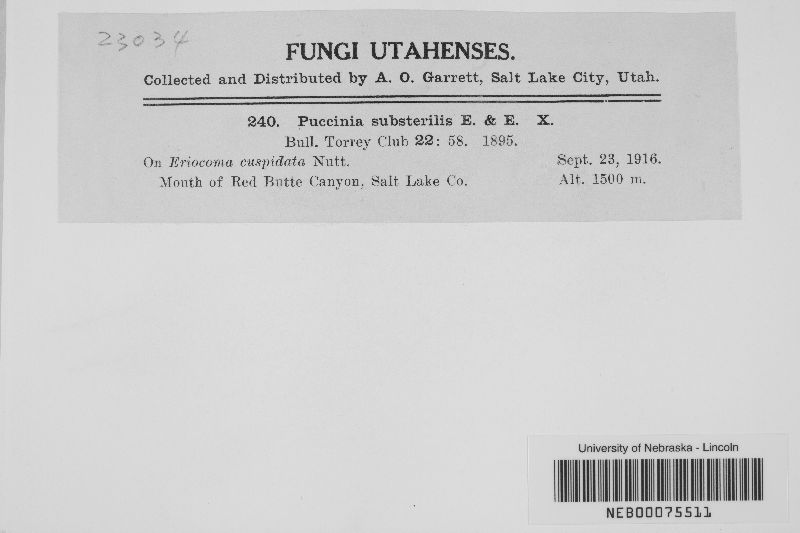 23034
FUNGI UTAHENSES.
Collected and Distributed by A. O. Garrett, Salt Lake City, Utah.
240. Puccinia substerilis E. & E. X.
Bull. Torrey Club 22: 58. 1895.
On Eriocoma cuspidata Nutt. Sept. 23, 1916.
Mouth of Red Butte Canyon, Salt Lake Co. Alt. 1500 m.
University of Nebraska - Lincoln
NEB00075511